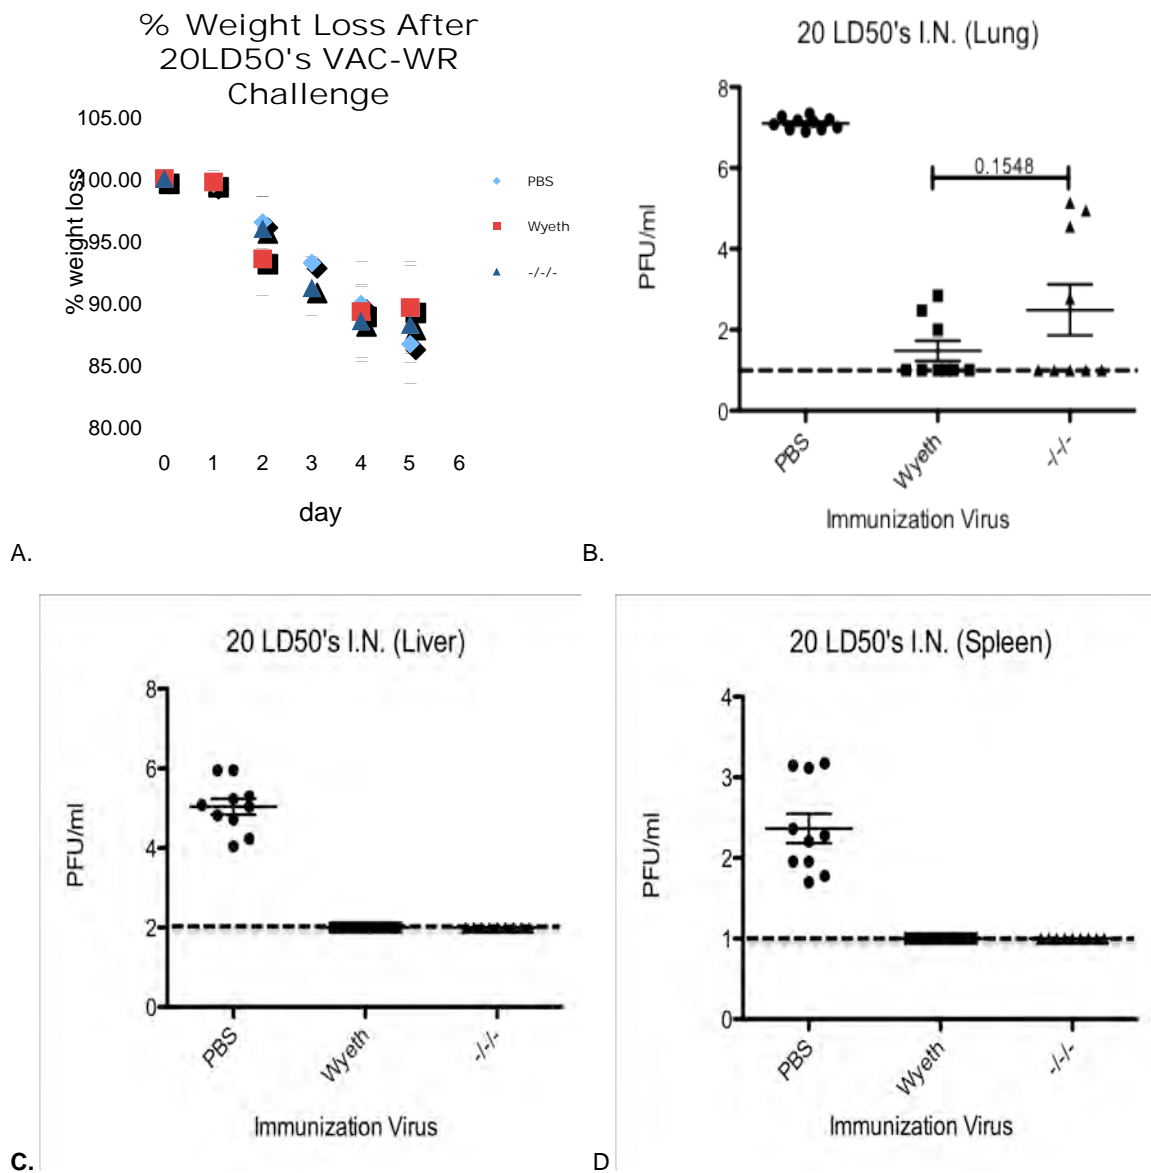 % Weight Loss After
20LD50's VAC-WR
Challenge
% weight loss
105.00
100.00
95.00
90.00
85.00
80.00
0 1 2 3 4 5 6
day
PBS
Wyeth
-/-/-
A.
20 LD50's I.N. (Lung)
PFU/ml
8
6
4
2
0
0.1548
PBS Wyeth -/-/-
Immunization Virus
B.
20 LD50's I.N. (Liver)
PFU/ml
8
6
4
2
0
PBS Wyeth -/-/-
Immunization Virus
C.
20 LD50's I.N. (Spleen)
PFU/ml
4
3
2
1
0
PBS Wyeth -/-/-
Immunization Virus
D